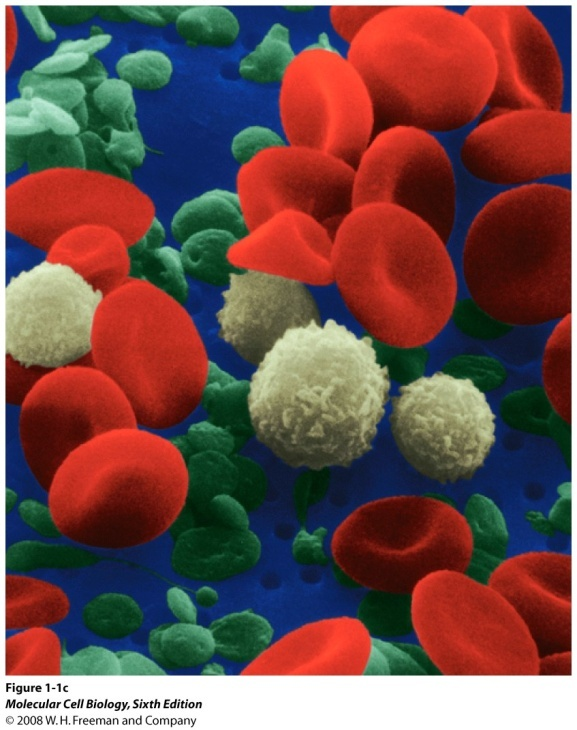 Figure 1-1c
Molecular Cell Biology, Sixth Edition
© 2008 W. H. Freeman and Company